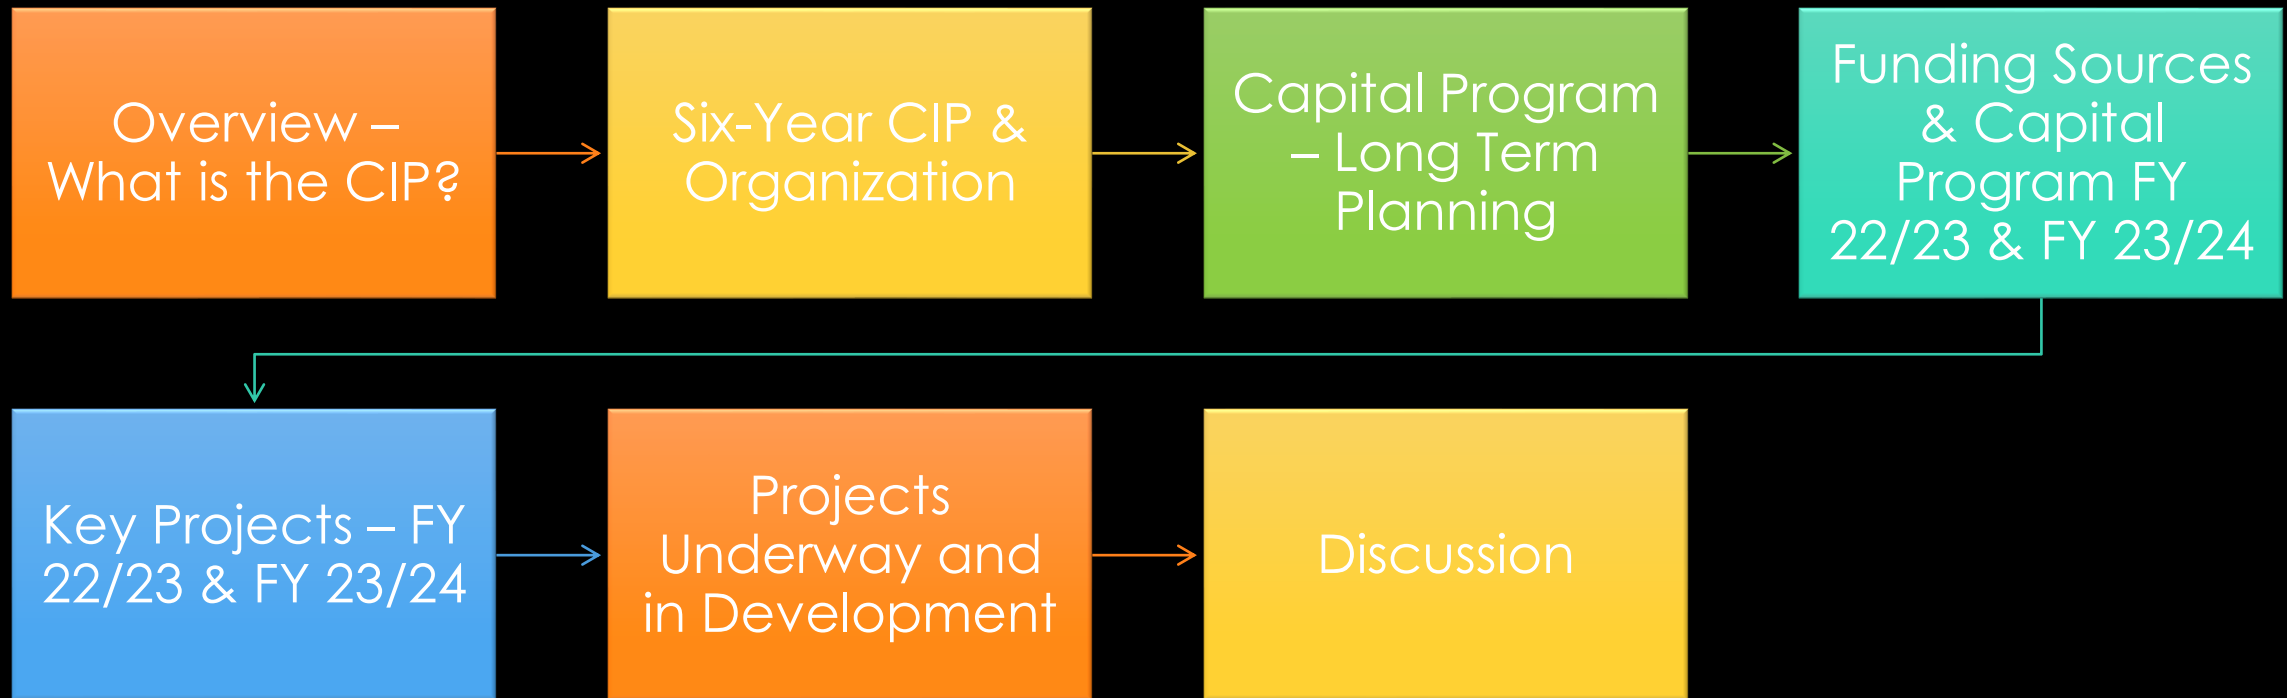 Overview –
What is the CIP?
Six-Year CIP &
Organization
Capital Program
– Long Term
Planning
Funding Sources
& Capital
Program FY
22/23 & FY 23/24
Key Projects – FY
22/23 & FY 23/24
Projects
Underway and
in Development
Discussion